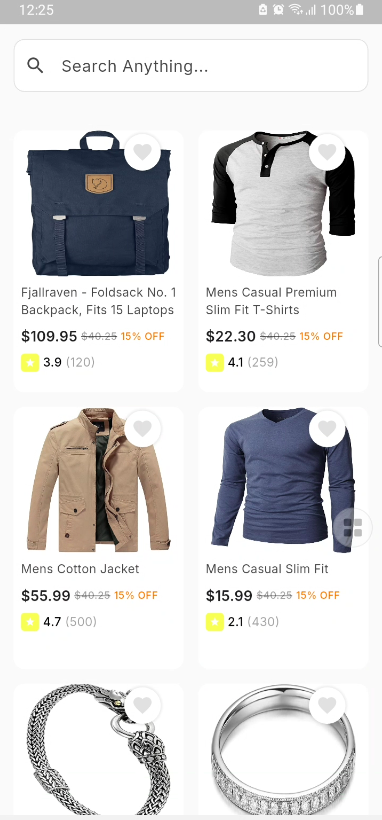 12:25
100%
Search Anything...
Fjallraven - Foldsack No. 1
Backpack, Fits 15 Laptops
$109.95 $40.25 15% OFF
3.9 (120)
Mens Casual Premium
Slim Fit T-Shirts
$22.30 $40.25 15% OFF
4.1 (259)
Mens Cotton Jacket
$55.99 $40.25 15% OFF
4.7 (500)
Mens Casual Slim Fit
$15.99 $40.25 15% OFF
2.1 (430)